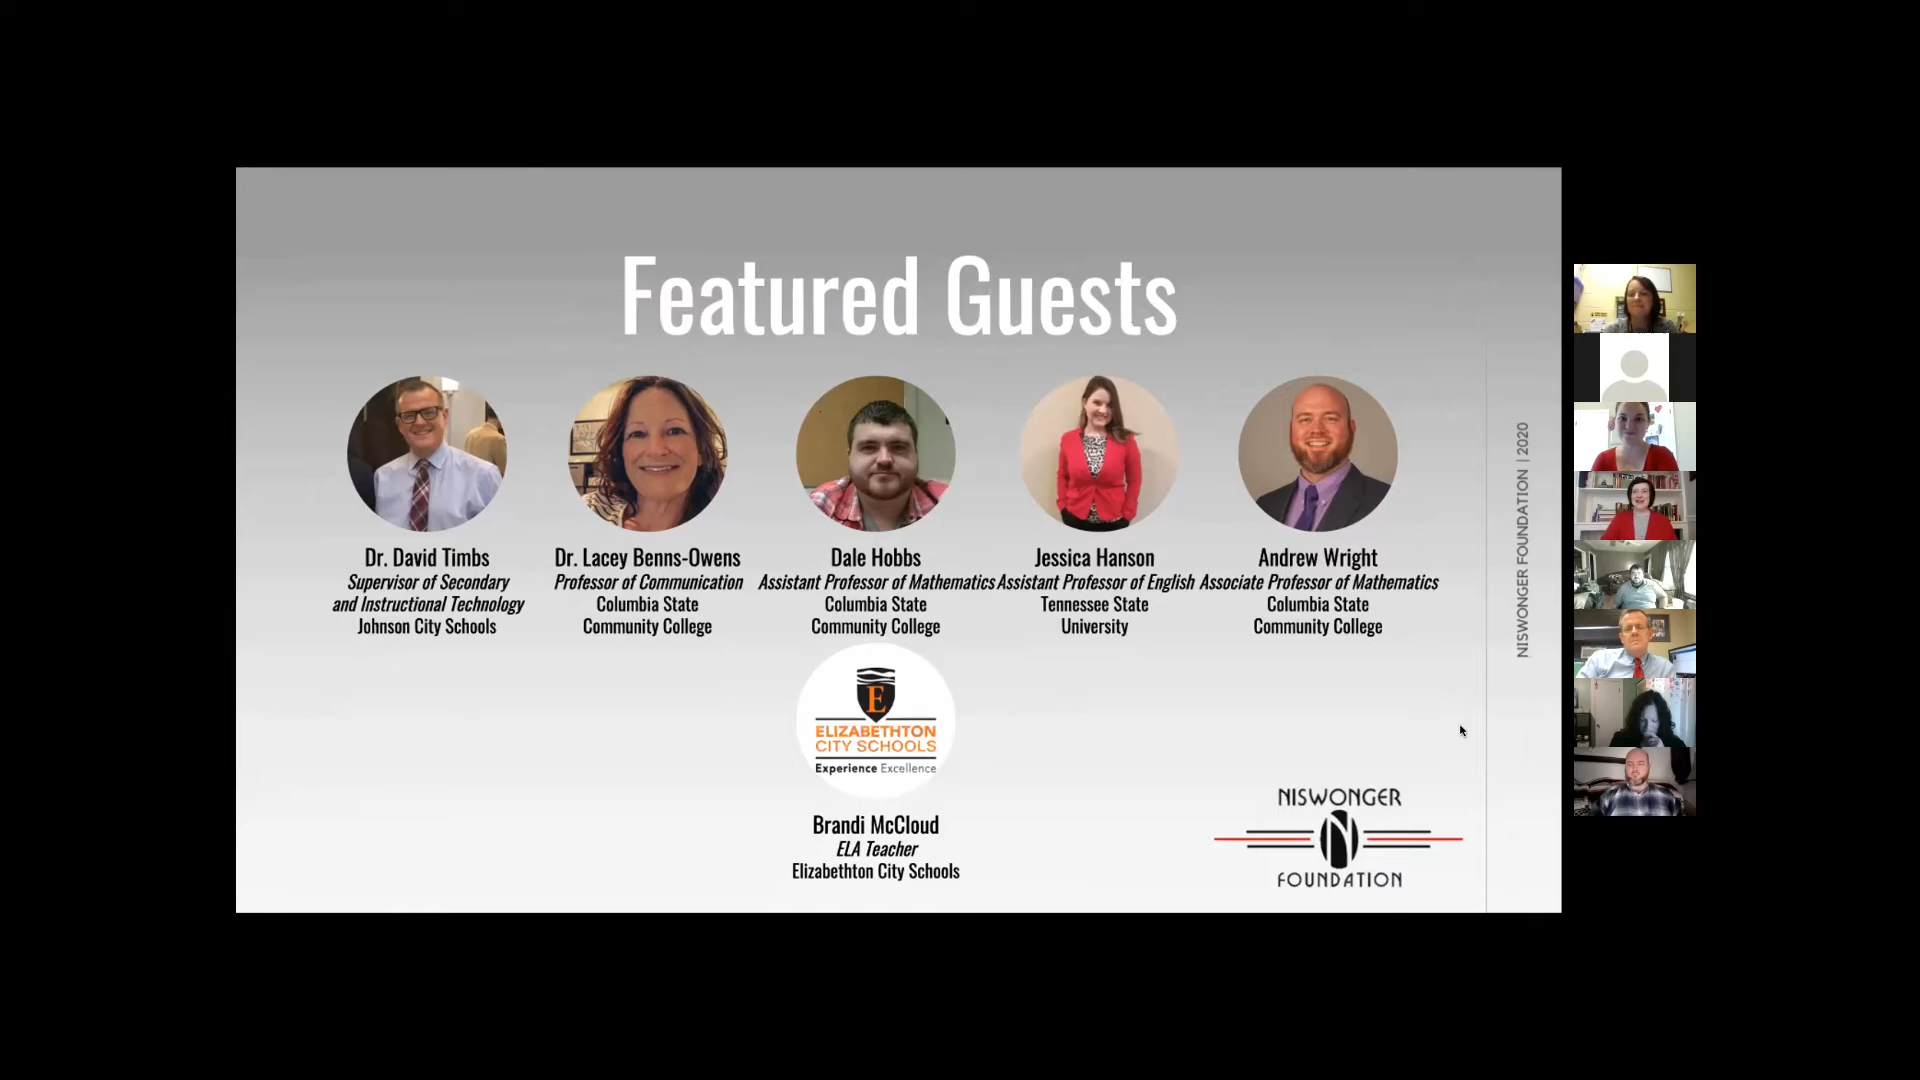 Featured Guests
Dr. David Timbs
Supervisor of Secondary
and Instructional Technology
Johnson City Schools
Dr. Lacey Benns-Owens
Professor of Communication
Columbia State
Community College
Dale Hobbs
Assistant Professor of Mathematics
Columbia State
Community College
Jessica Hanson
Assistant Professor of English
Tennessee State
University
Andrew Wright
Associate Professor of Mathematics
Columbia State
Community College
E
ELIZABETHTON
CITY SCHOOLS
Experience Excellence
Brandi McCloud
ELA Teacher
Elizabethton City Schools
NISWONGER
N
FOUNDATION
NISWONGER FOUNDATION | 2020